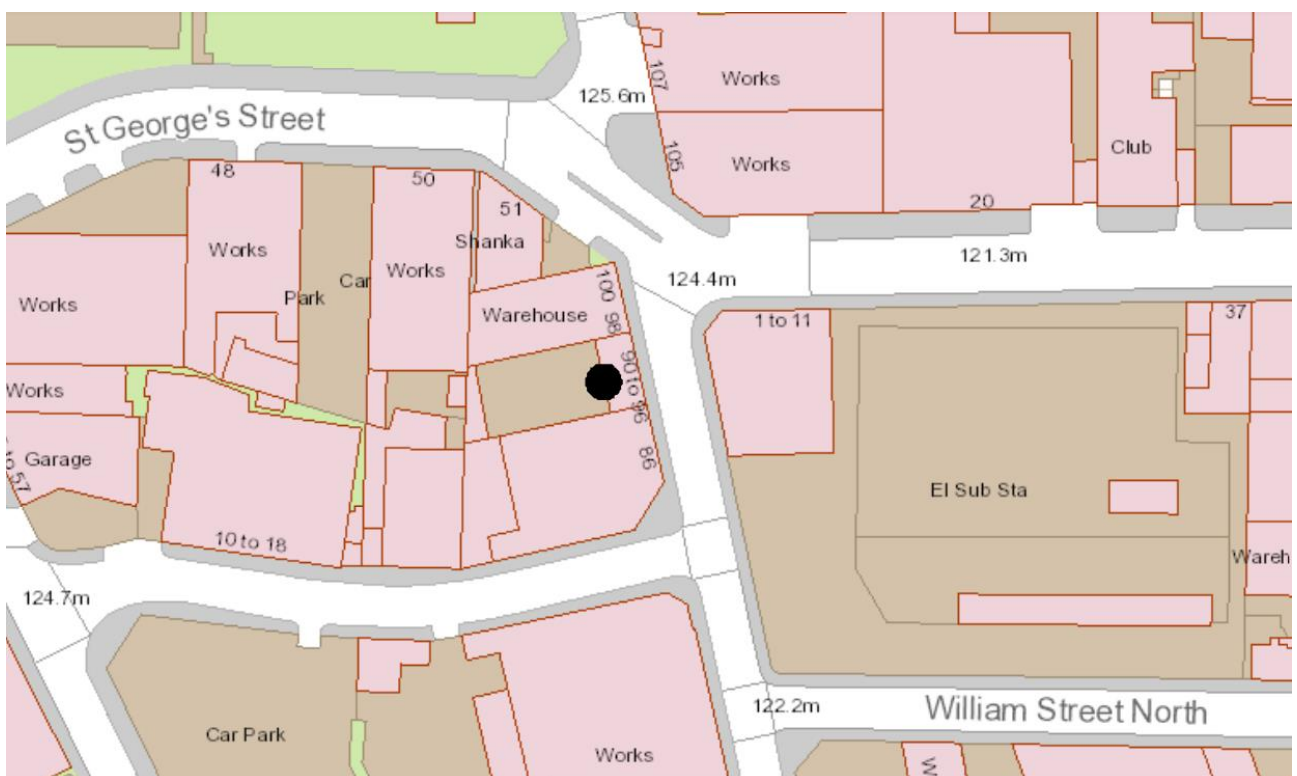 107
Works
125.6m
St George's Street
105
Works
Club
48
50
51
20
Works
Shanka
Works
Car
Park
Works
124.4m
121.3m
100
98
Warehouse
1 to 11
37
90 to 96
Works
86
Garage
57
El Sub Sta
10 to 18
Wareh
124.7m
122.2m
William Street North
Car Park
Works
W